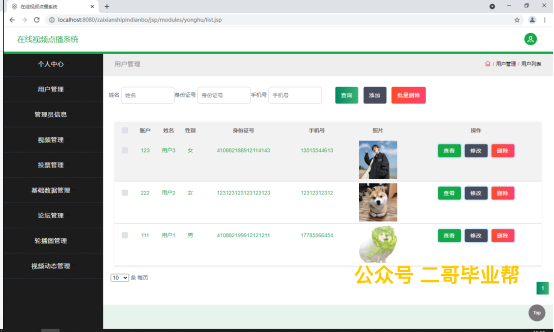 在线视频点播系统
localhost:8080/zaixianshipindianbo/jsp/modules/yonghu/list.jsp
在线视频点播系统
个人中心
用户管理
管理员信息
视频管理
投票管理
基础数据管理
论坛管理
轮播图管理
视频动态管理
用户管理
/ 用户管理 / 用户列表
姓名 姓名 身份证号 身份证号 手机号 手机号 查询 添加 批量删除
账户 姓名 性别 身份证号 手机号 照片 操作
123 用户3 女 查看 修改 删除
222 用户2 女 123123123123123123 12312312312 查看 修改 删除
111 用户1 男 查看 修改 删除
10 条 每页
公众号 二哥毕业帮
1
Top